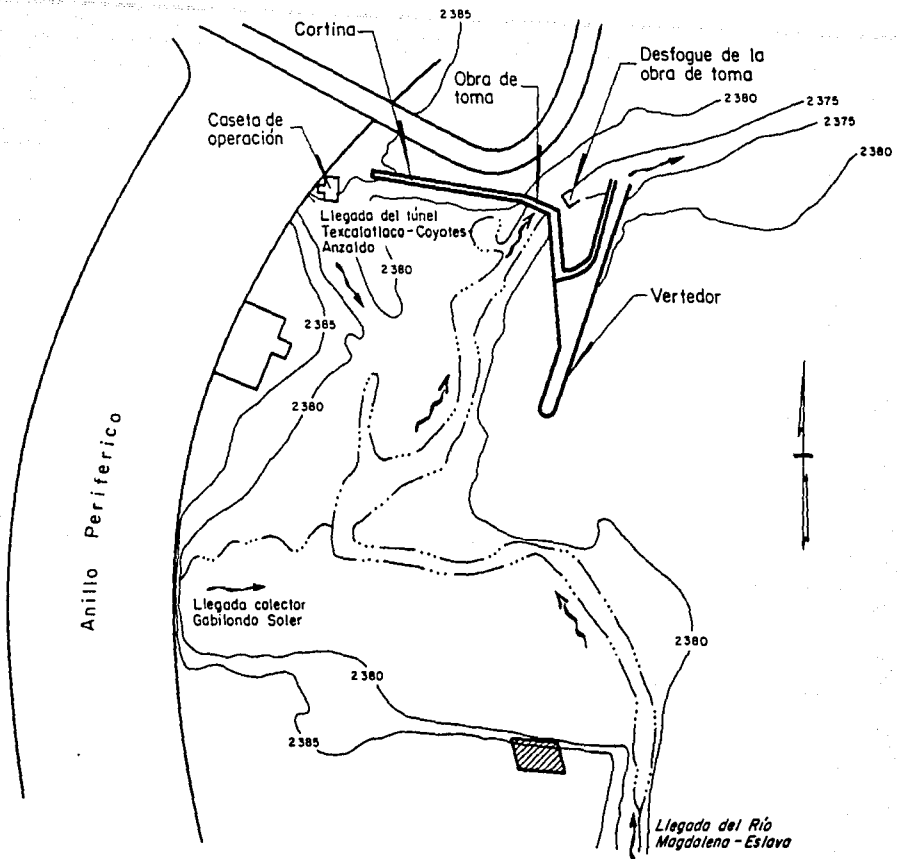 2385
Cortina
Desfogue de la
obra de toma
Obra de
toma
2380
2375
2375
Caseta de
operación
2380
Llegada del túnel
Texcalatlaco-Coyotes
Anzaldo
2380
2385
Vertedor
2380
Anillo Periferico
Llegada colector
Gabilondo Soler
2380
2380
2385
Llegada del Río
Magdalena-Eslava